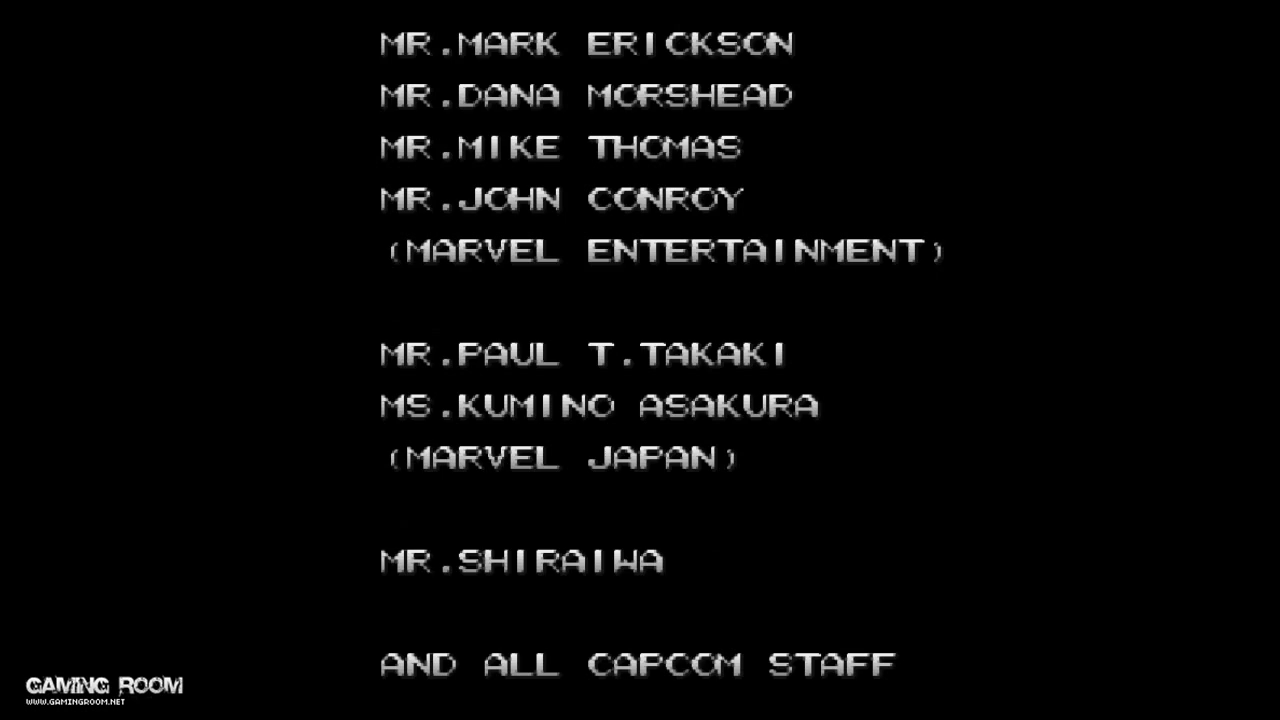 MR.MARK ERICKSON
MR.DANA MORSHEAD
MR.MIKE THOMAS
MR.JOHN CONROY
(MARVEL ENTERTAINMENT)
MR.PAUL T.TAKAKI
MS.KUMINO ASAKURA
(MARVEL JAPAN)
MR.SHIRAIWA
AND ALL CAPCOM STAFF
GAMING ROOM
WWW.GAMINGROOM.NET